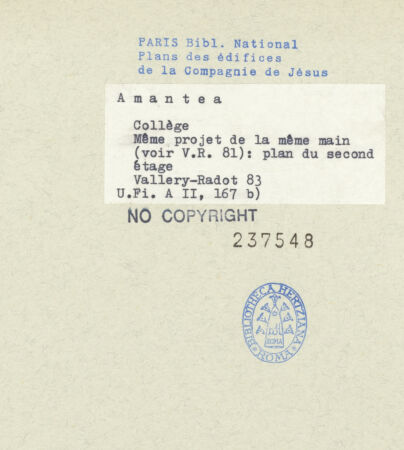 PARIS Bibl. National
Plans des édifices
de la Compagnie de Jésus
Amantea
Collège
Même projet de la même main
(voir V.R. 81): plan du second
étage
Vallery-Radot 83
U.Fi. A II, 167 b)
NO COPYRIGHT
237548
BIBLIOTHECA HERTZIANA
ROMA
ROMA